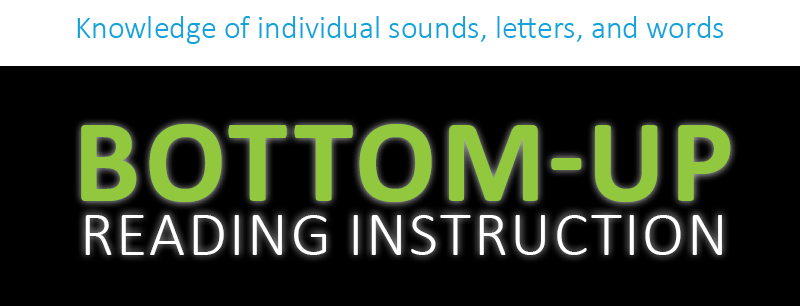 Knowledge of individual sounds, letters, and words
BOTTOM-UP
READING INSTRUCTION